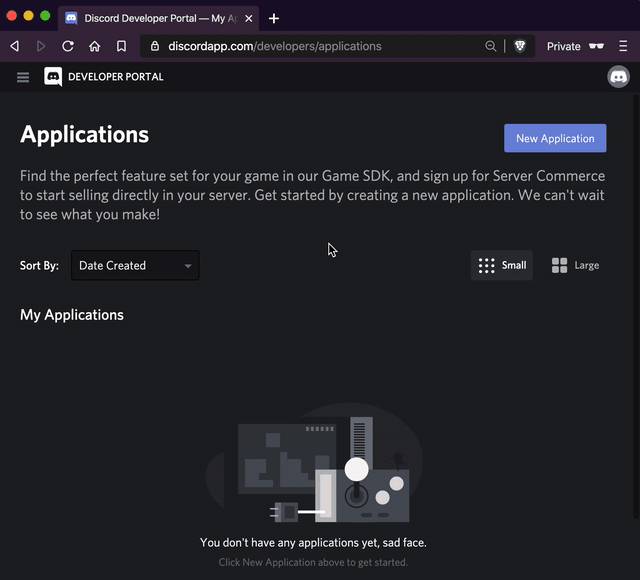 Discord Developer Portal — My Ap
discordapp.com/developers/applications
Private
DEVELOPER PORTAL
Applications
New Application
Find the perfect feature set for your game in our Game SDK, and sign up for Server Commerce
to start selling directly in your server. Get started by creating a new application. We can't wait
to see what you make!
Sort By:
Date Created
Small
Large
My Applications
You don't have any applications yet, sad face.
Click New Application above to get started.